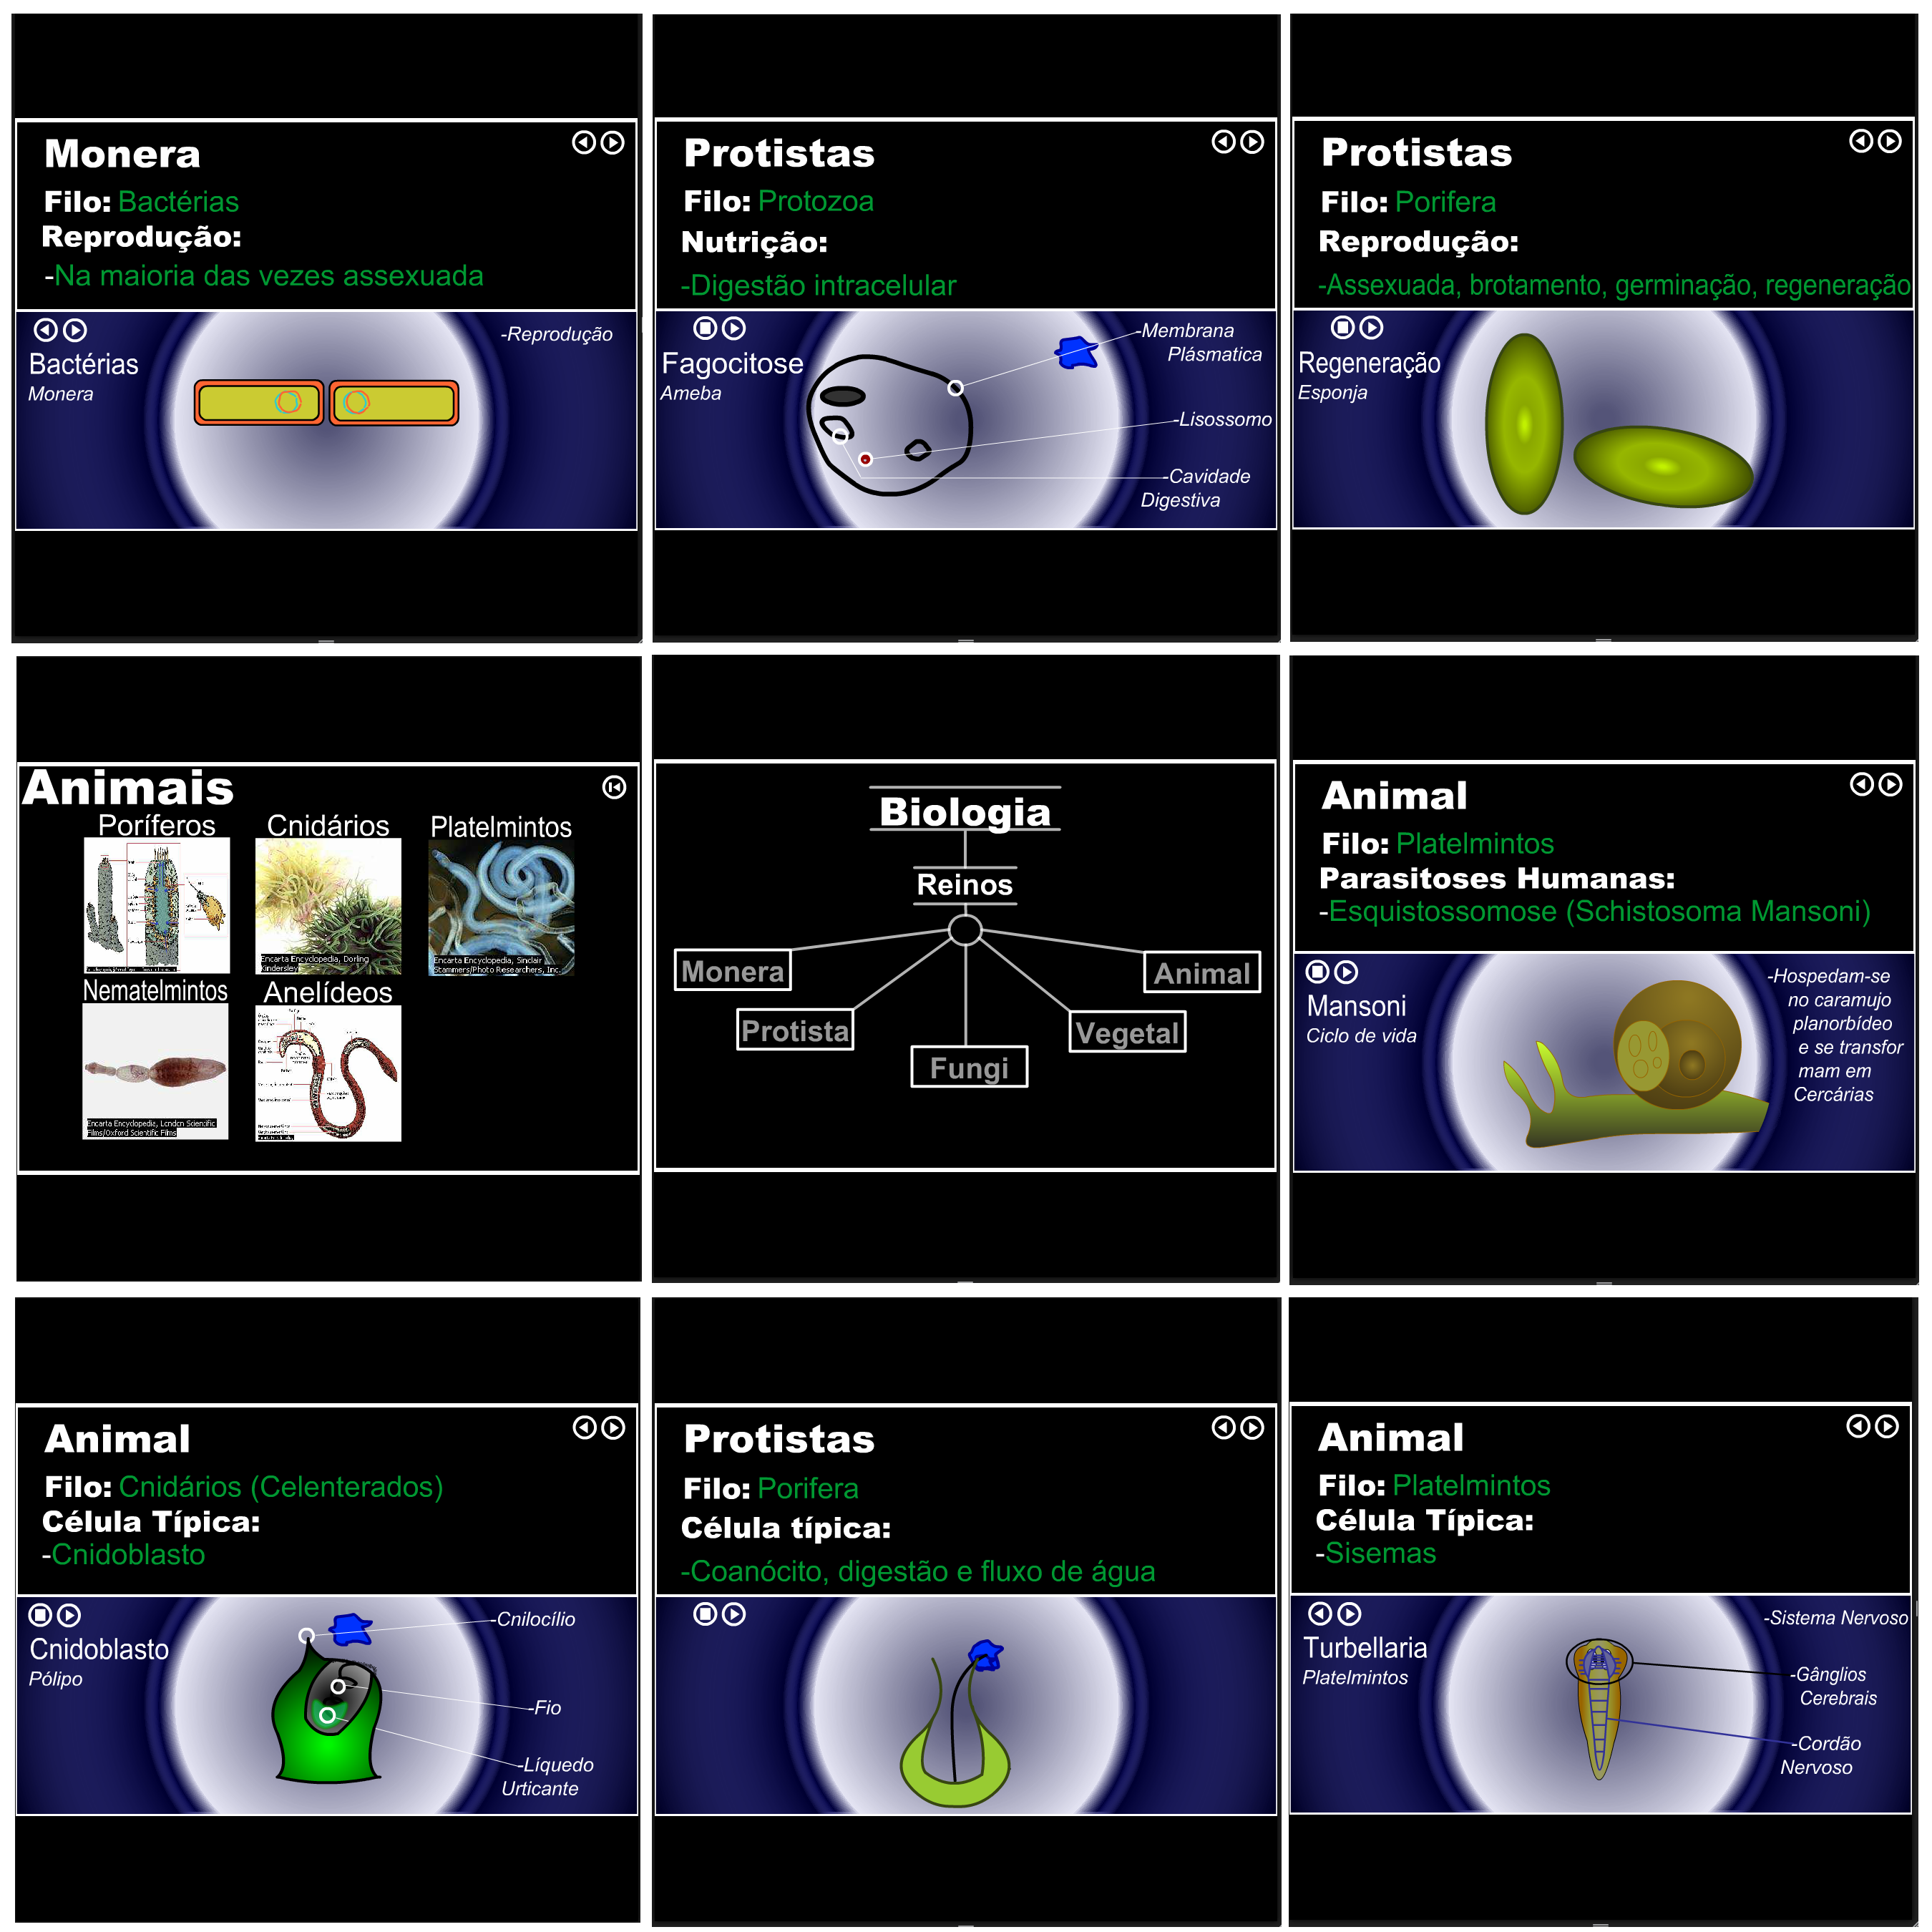 Monera
Filo: Bactérias
Reprodução:
-Na maioria das vezes assexuada
Bactérias
Monera
-Reprodução
Protistas
Filo: Protozoa
Nutrição:
-Digestão intracelular
Fagocitose
Ameba
-Membrana
Plásmatica
-Lisossomo
-Cavidade
Digestiva
Protistas
Filo: Porifera
Reprodução:
-Assexuada, brotamento, germinação, regeneração
Regeneração
Esponja
Animais
Poríferos
Cnidários
Platelmintos
Encarta Encyclopedia, Dorling
Kindersley
Encarta Encyclopedia, Sinclair
Stammers/Photo Researchers, Inc.
Nematelmintos
Anelídeos
Encarta Encyclopedia, London Scientific
Films/Oxford Scientific Films
Biologia
Reinos
Monera
Animal
Protista
Vegetal
Fungi
Animal
Filo: Platelmintos
Parasitoses Humanas:
-Esquistossomose (Schistosoma Mansoni)
Mansoni
Ciclo de vida
-Hospedam-se
no caramujo
planorbídeo
e se transfor
mam em
Cercárias
Animal
Filo: Cnidários (Celenterados)
Célula Típica:
-Cnidoblasto
Cnidoblasto
Pólipo
-Cnilocílio
-Fio
-Líquedo
Urticante
Protistas
Filo: Porifera
Célula típica:
-Coanócito, digestão e fluxo de água
Animal
Filo: Platelmintos
Célula Típica:
-Sisemas
Turbellaria
Platelmintos
-Sistema Nervoso
-Gânglios
Cerebrais
-Cordão
Nervoso